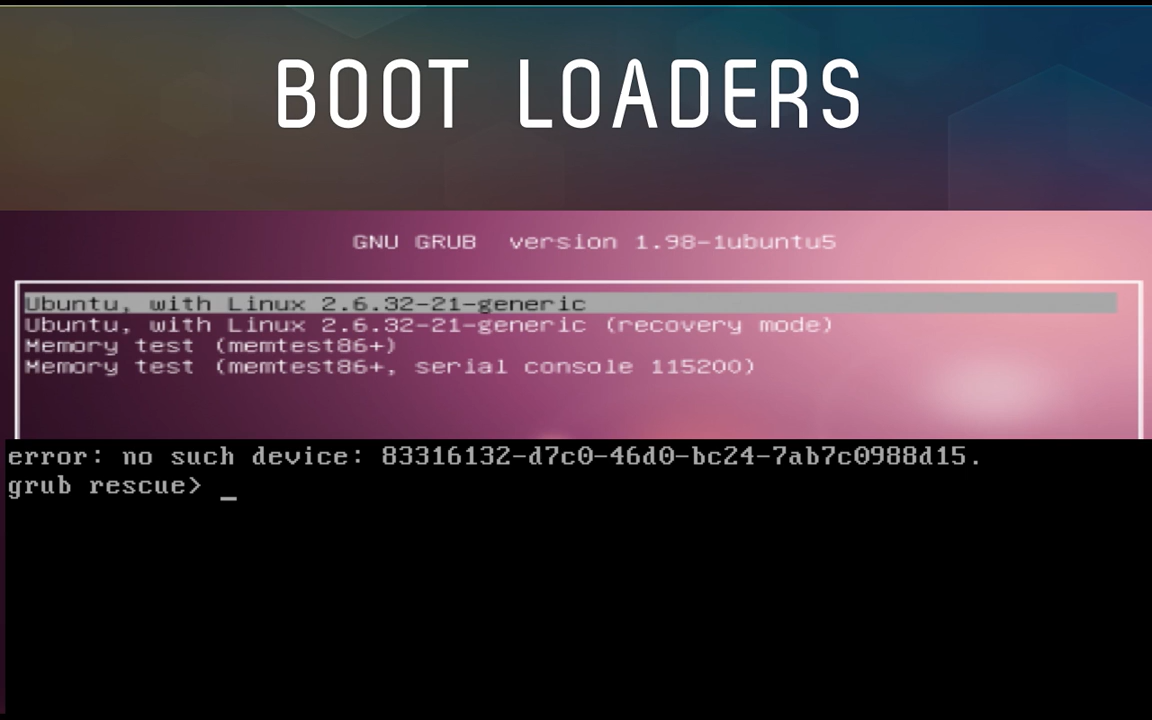 BOOT LOADERS
GNU GRUB version 1.98-1ubuntu5
Ubuntu, with Linux 2.6.32-21-generic
Ubuntu, with Linux 2.6.32-21-generic (recovery mode)
Memory test (memtest86+)
Memory test (memtest86+, serial console 115200)
error: no such device: 83316132-d7c0-46d0-bc24-7ab7c0988d15.
grub rescue> _